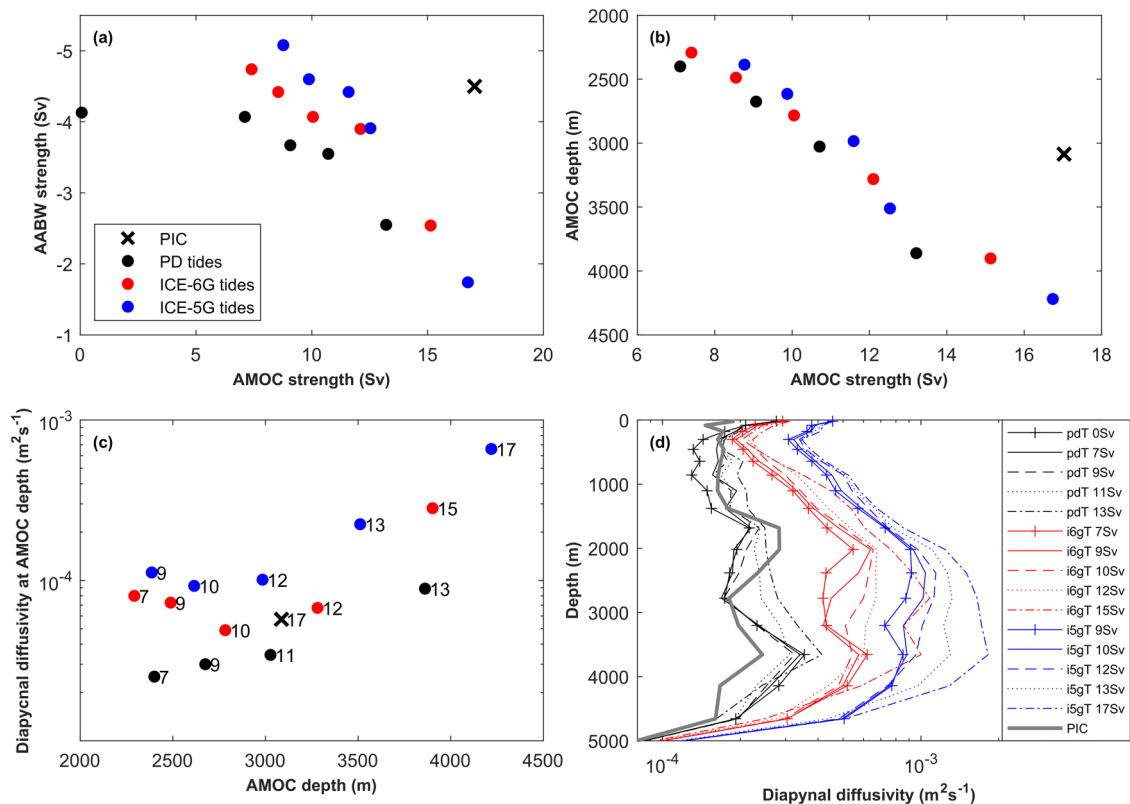 (a)
-5
-4
-3
-2
-1
AABW strength (Sv)
0
5
10
15
20
AMOC strength (Sv)
PIC
PD tides
ICE-6G tides
ICE-5G tides
(b)
2000
2500
3000
3500
4000
4500
AMOC depth (m)
6
8
10
12
14
16
18
AMOC strength (Sv)
(c)
10-3
10-4
Diapycnal diffusivity at AMOC depth (m2s-1)
17
13
15
9
10
12
13
7
9
12
17
10
11
9
7
2000
2500
3000
3500
4000
4500
AMOC depth (m)
(d)
0
1000
2000
3000
4000
5000
Depth (m)
10-4
10-3
Diapynal diffusivity (m2s-1)
pdT 0Sv
pdT 7Sv
pdT 9Sv
pdT 11Sv
pdT 13Sv
i6gT 7Sv
i6gT 9Sv
i6gT 10Sv
i6gT 12Sv
i6gT 15Sv
i5gT 9Sv
i5gT 10Sv
i5gT 12Sv
i5gT 13Sv
i5gT 17Sv
PIC